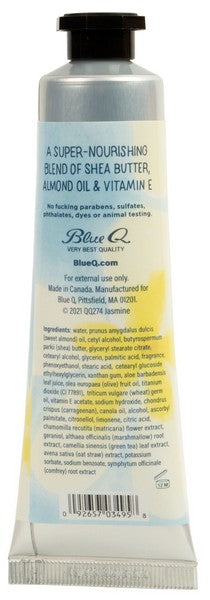 A SUPER-NOURISHING
BLEND OF SHEA BUTTER,
ALMOND OIL & VITAMIN E
No fucking parabens, sulfates,
phthalates, dyes or animal testing.
Blue Q
VERY BEST QUALITY
BlueQ.com
For external use only.
Made in Canada. Manufactured for
Blue Q, Pittsfield, MA 01201.
© 2021 QQ274 Jasmine
Ingredients: water, prunus amygdalus dulcis
(sweet almond) oil, cetyl alcohol, butyrospermum
parkii (shea) butter, glyceryl stearate citrate,
cetearyl alcohol, glycerin, palmitic acid, fragrance,
phenoxyethanol, stearic acid, cetearyl glucoside
ethylhexylglycerin, xanthan gum, aloe barbadensis
leaf juice, olea europaea (olive) fruit oil, titanium
dioxide (CI 77891), triticum vulgare (wheat) germ
oil, vitamin E acetate, sodium hydroxide, chondrus
crispus (carrageenan), canola oil, alcohol, ascorbyl
palmitate, citronellol, limonene, citric acid,
chamomilla recutita (matricaria) flower extract,
geraniol, althaea officinalis (marshmallow) root
extract, camellia sinensis (green tea) leaf extract,
avena sativa (oat straw) extract, potassium
sorbate, sodium benzoate, symphytum officinale
(comfrey) root extract
12 M
0 92657 03495 8